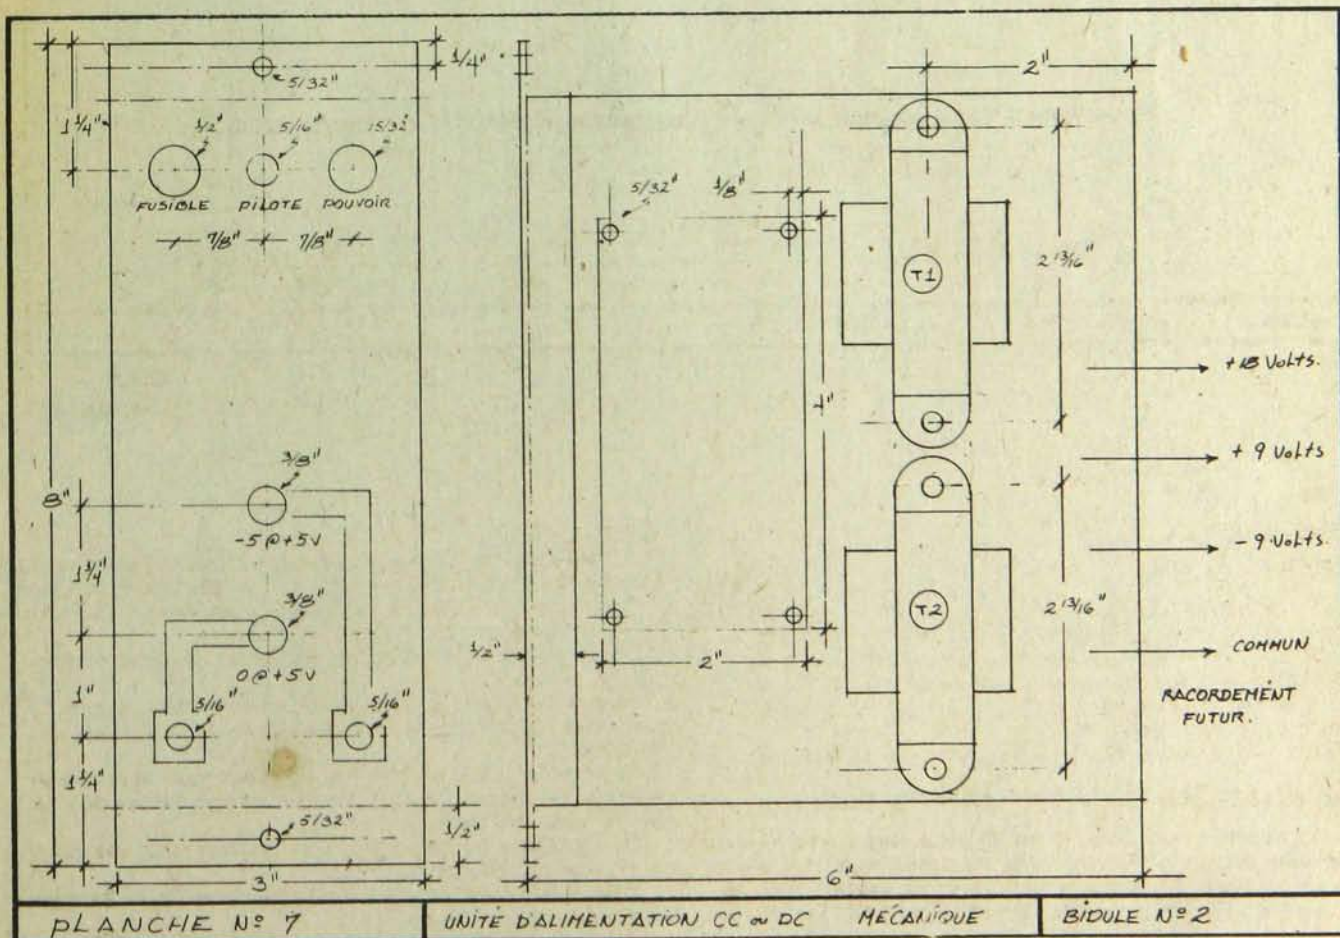 1/4"
5/32"
1 1/4"
1/2"
5/16"
15/32"
FUSIBLE PILOTE POUVOIR
7/8" 7/8"
8"
3/8"
-5@+5V
1 3/4"
3/8"
0@+5V
1"
5/16"
5/16"
1 1/4"
5/32"
1/2"
3"
2"
5/32"
1/8"
T1
2 13/16"
4"
+18 Volts.
+ 9 Volts
- 9 Volts.
T2
2 13/16"
1/2"
2"
COMMUN
RACORDEMENT
FUTUR.
6"
PLANCHE Nº 7
UNITÉ D'ALIMENTATION CC ou DC MÉCANIQUE
BIDULE Nº 2